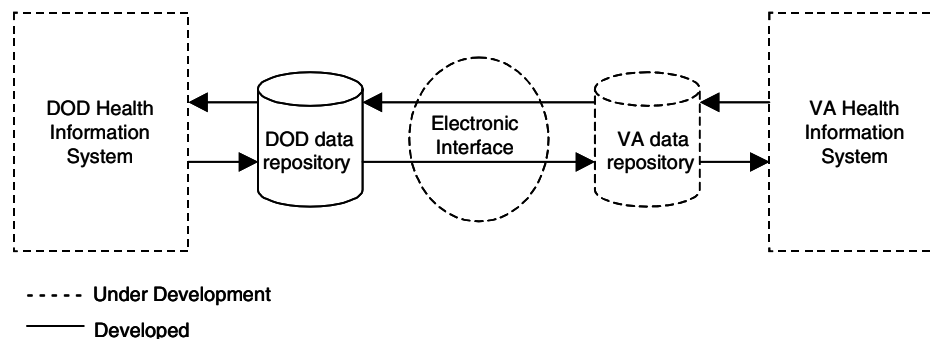 DOD Health
Information
System
DOD data
repository
Electronic
Interface
VA data
repository
VA Health
Information
System
Under Development
Developed